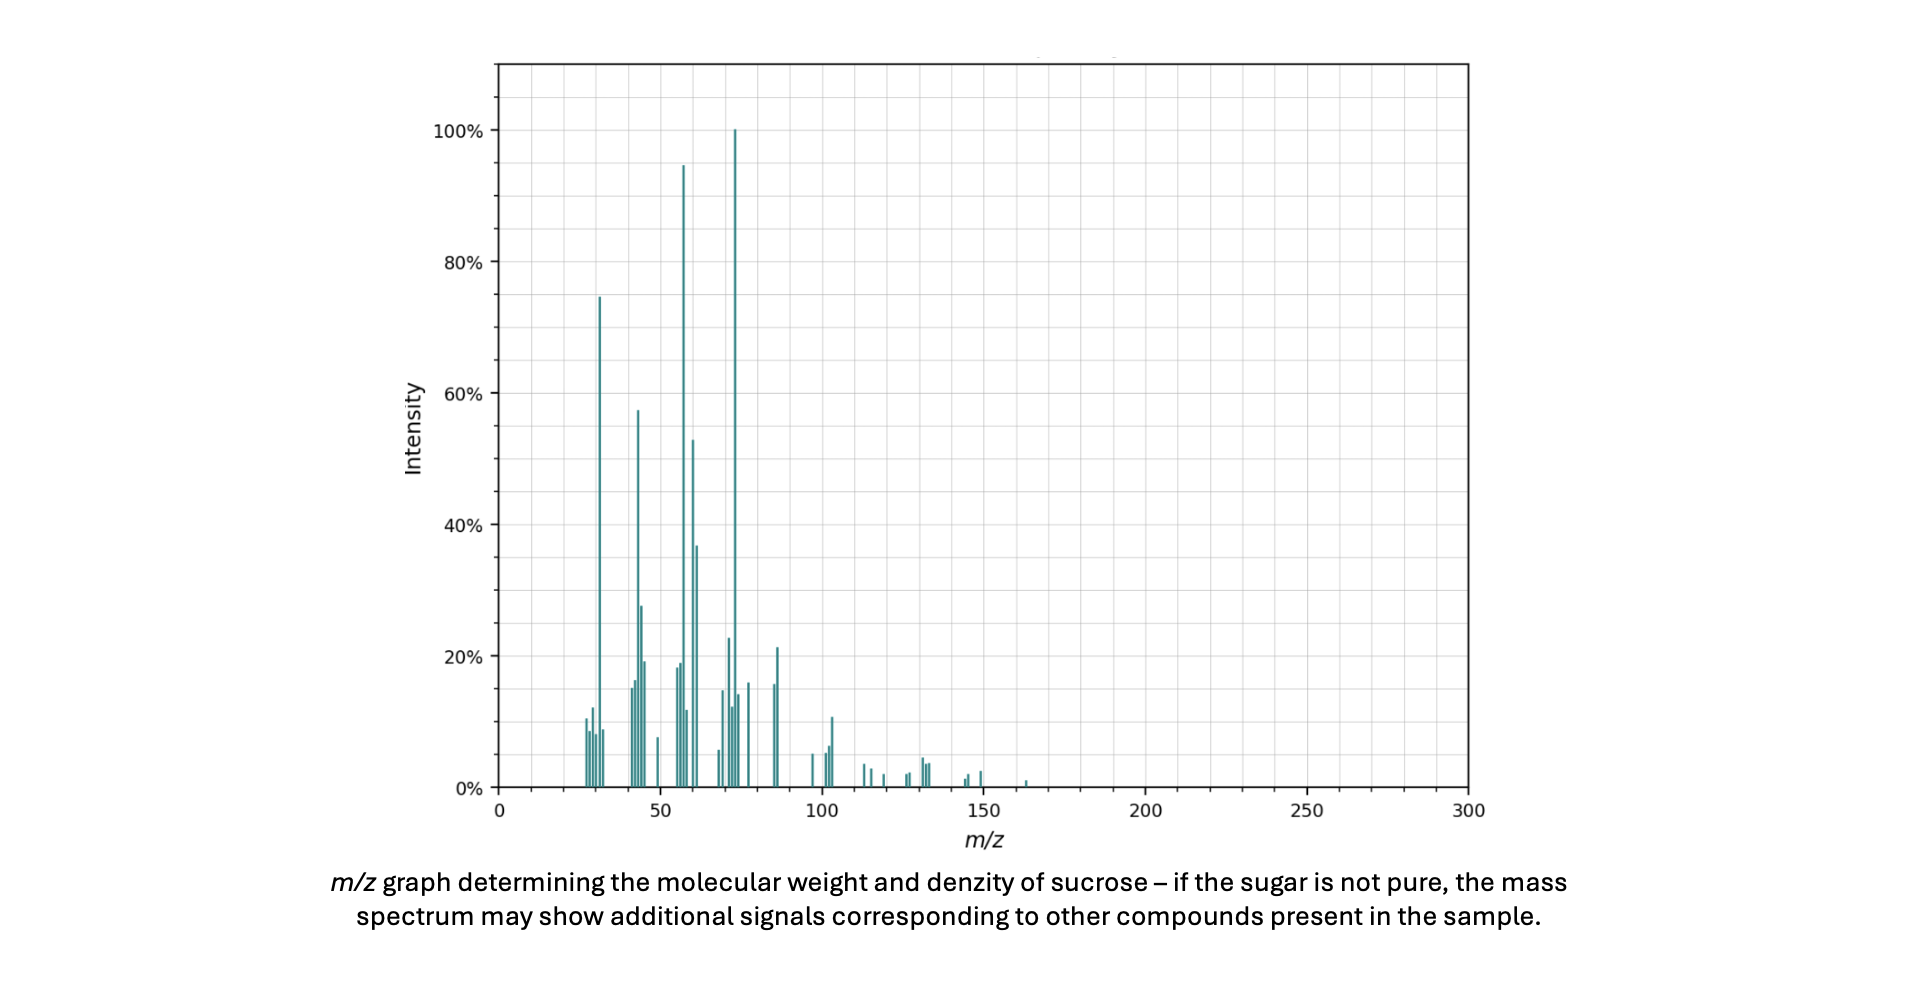 100%
80%
60%
40%
20%
0%
Intensity
0 50 100 150 200 250 300
m/z
m/z graph determining the molecular weight and denzity of sucrose – if the sugar is not pure, the mass
spectrum may show additional signals corresponding to other compounds present in the sample.